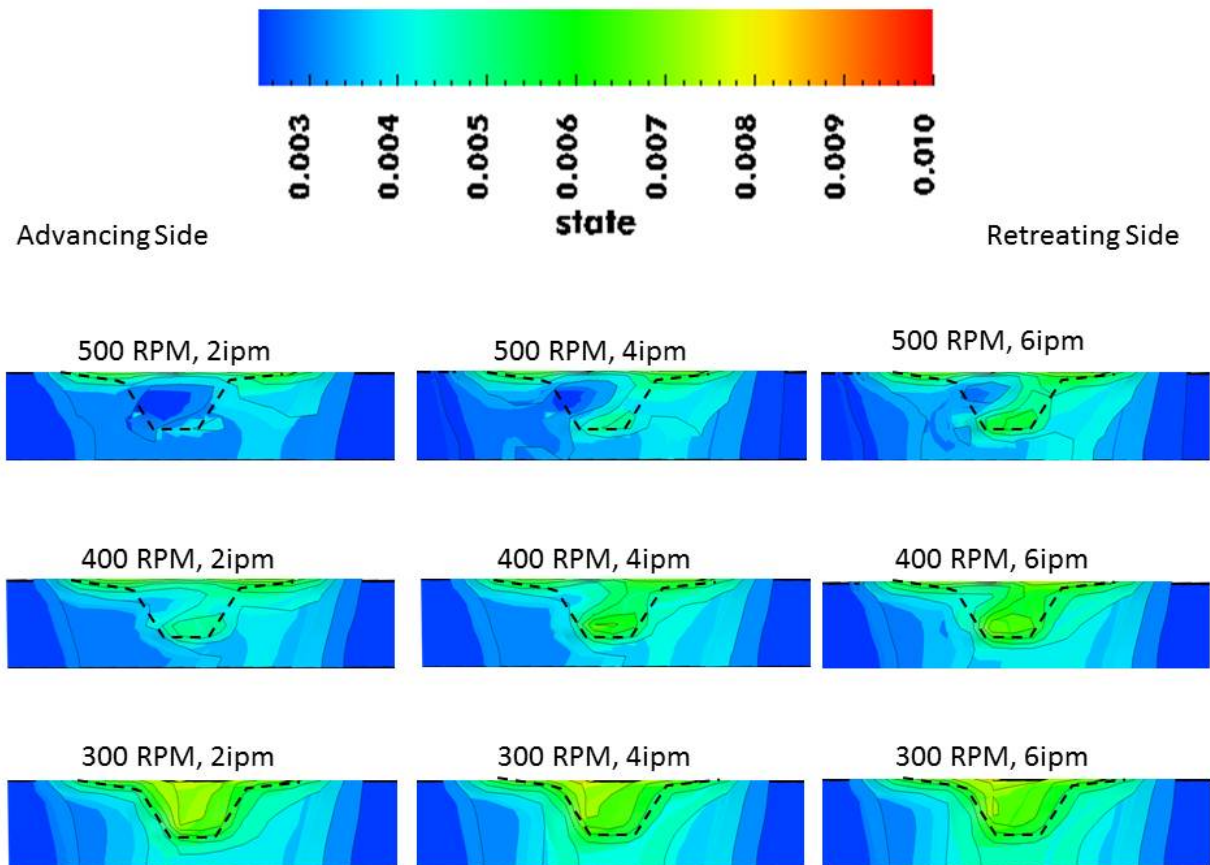 0.003 0.004 0.005 0.006 0.007 0.008 0.009 0.010
state
Advancing Side Retreating Side
500 RPM, 2ipm 500 RPM, 4ipm 500 RPM, 6ipm
400 RPM, 2ipm 400 RPM, 4ipm 400 RPM, 6ipm
300 RPM, 2ipm 300 RPM, 4ipm 300 RPM, 6ipm